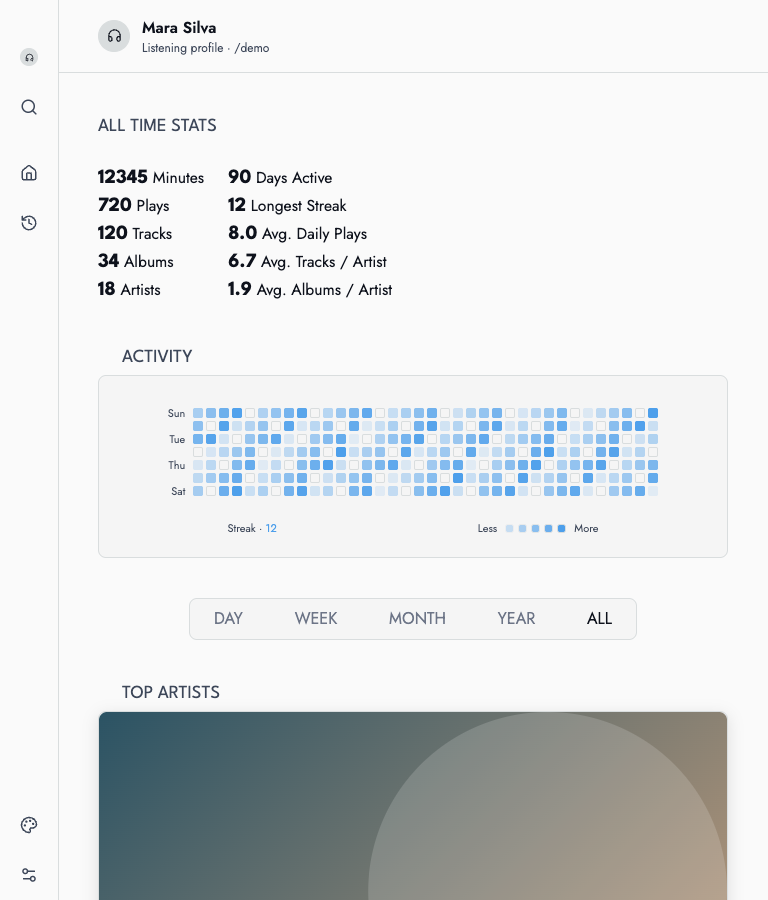 Mara Silva
Listening profile · /demo
ALL TIME STATS
12345 Minutes
720 Plays
120 Tracks
34 Albums
18 Artists
90 Days Active
12 Longest Streak
8.0 Avg. Daily Plays
6.7 Avg. Tracks / Artist
1.9 Avg. Albums / Artist
ACTIVITY
Sun
Tue
Thu
Sat
Streak · 12
Less
More
DAY WEEK MONTH YEAR ALL
TOP ARTISTS